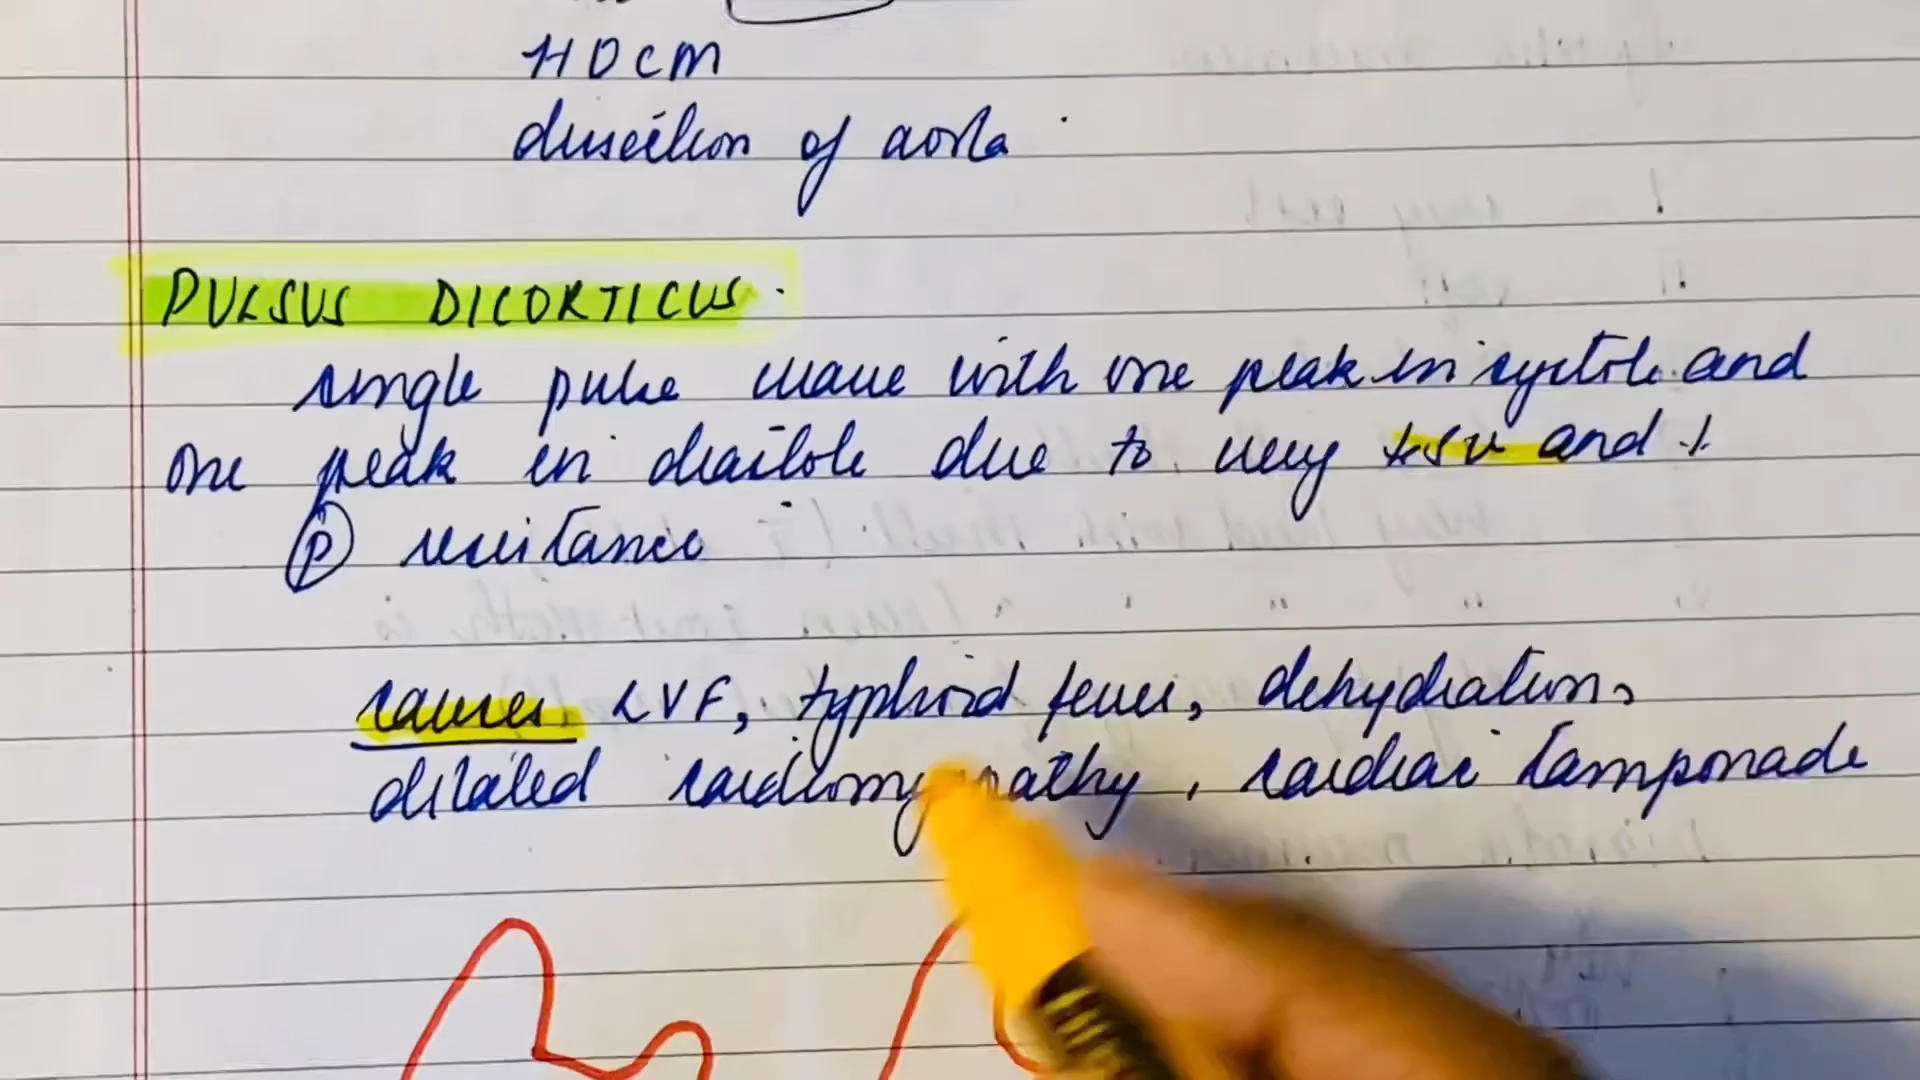 HOCM
dissection of aorta
PULSUS DICORTICUS.
single pulse wave with one peak in systole and
one peak in diastole due to very ↓SV and ↓
(P) resistance
causes LVF, typhoid fever, dehydration,
dilated cardiomyopathy, cardiac tamponade